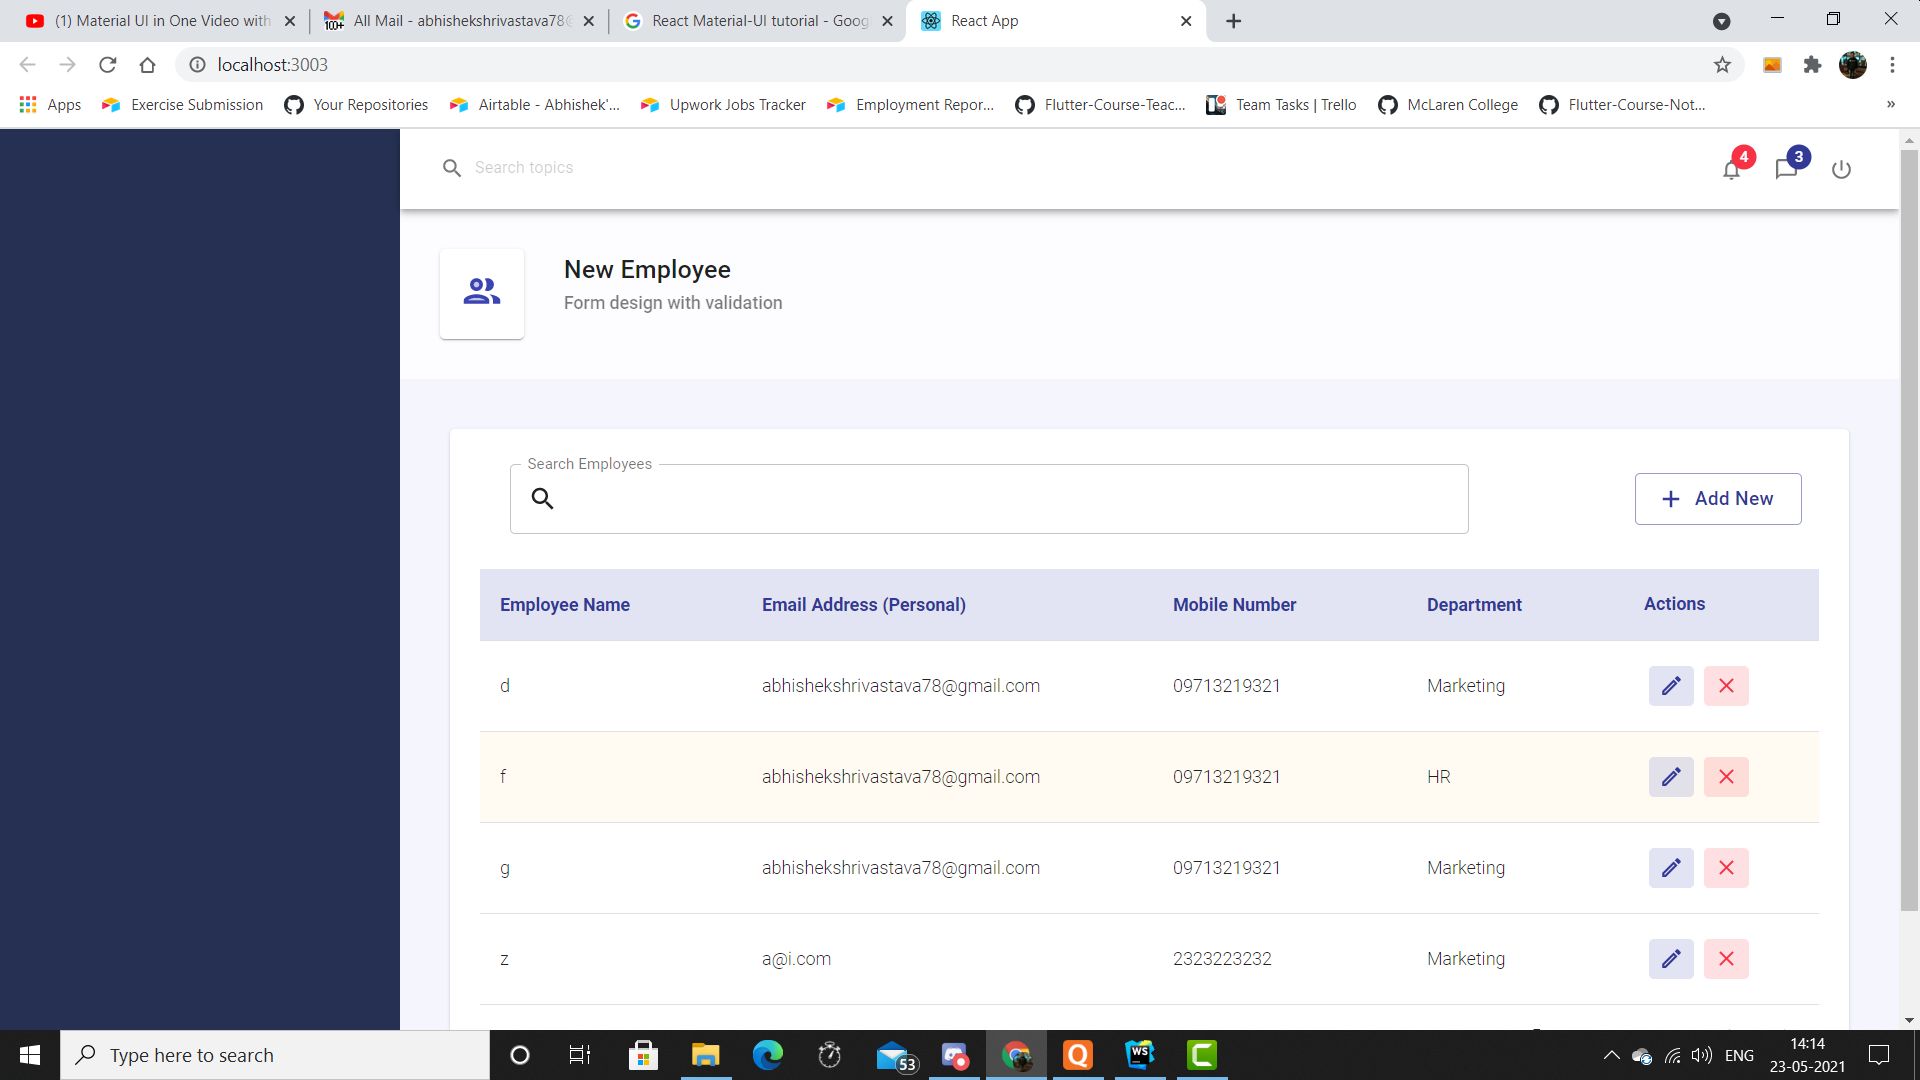 (1) Material UI in One Video with
All Mail - abhishekshrivastava78@
React Material-UI tutorial - Goog
React App
localhost:3003
Apps
Exercise Submission
Your Repositories
Airtable - Abhishek'...
Upwork Jobs Tracker
Employment Repor...
Flutter-Course-Teac...
Team Tasks | Trello
McLaren College
Flutter-Course-Not...
»
Search topics
4
3
New Employee
Form design with validation
Search Employees
Add New
Employee Name Email Address (Personal) Mobile Number Department Actions
d abhishekshrivastava78@gmail.com 09713219321 Marketing
f abhishekshrivastava78@gmail.com 09713219321 HR
g abhishekshrivastava78@gmail.com 09713219321 Marketing
z a@i.com 2323223232 Marketing
Type here to search
53
WS
ENG
14:14
23-05-2021